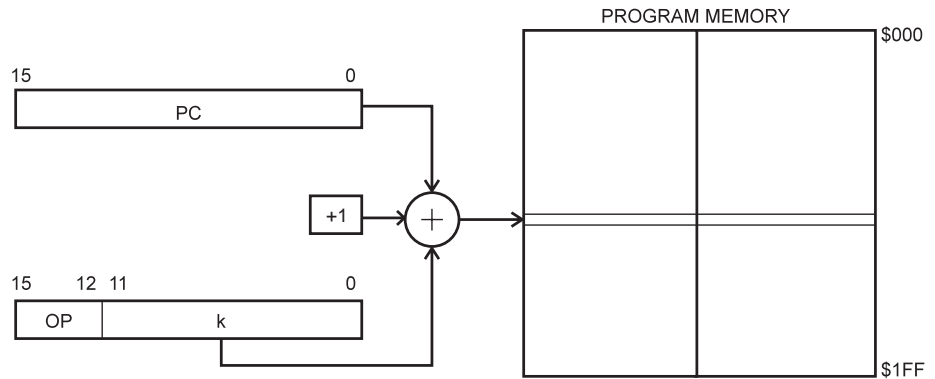 PROGRAM MEMORY
$000
15 0
PC
+1
+
15 12 11 0
OP k
$1FF